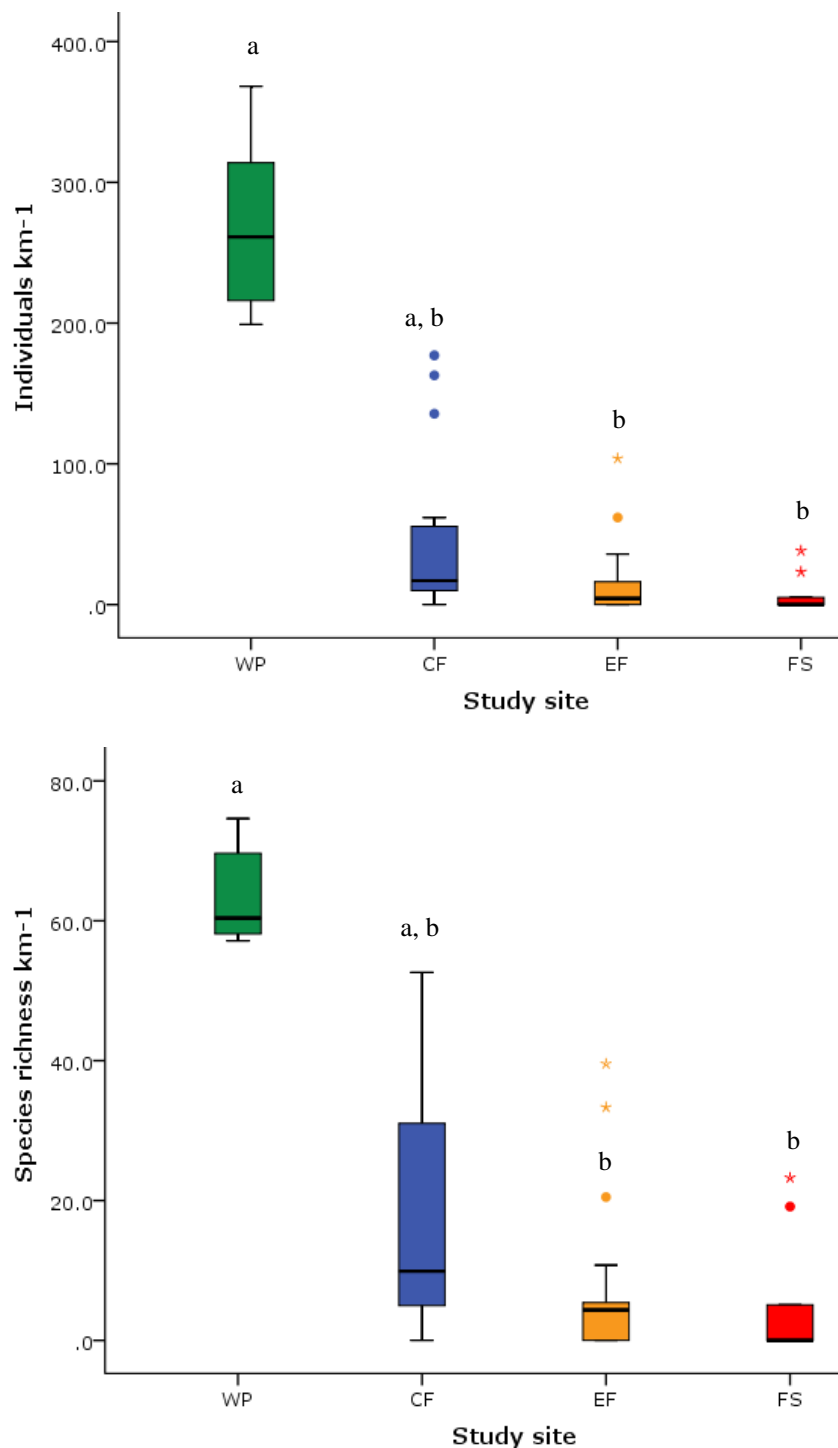 400.0
a
300.0
Individuals km-1
200.0
a, b
b
100.0
b
.0
WP CF EF FS
Study site
80.0
a
60.0
a, b
Species richness km-1
40.0
b
b
20.0
.0
WP CF EF FS
Study site